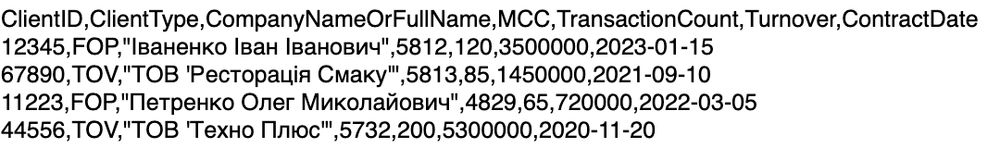 ClientID,ClientType,CompanyNameOrFullName,MCC,TransactionCount,Turnover,ContractDate
12345,FOP,"Іваненко Іван Іванович",5812,120,3500000,2023-01-15
67890,TOV,"ТОВ 'Ресторація Смаку'",5813,85,1450000,2021-09-10
11223,FOP,"Петренко Олег Миколайович",4829,65,720000,2022-03-05
44556,TOV,"ТОВ 'Техно Плюс'",5732,200,5300000,2020-11-20